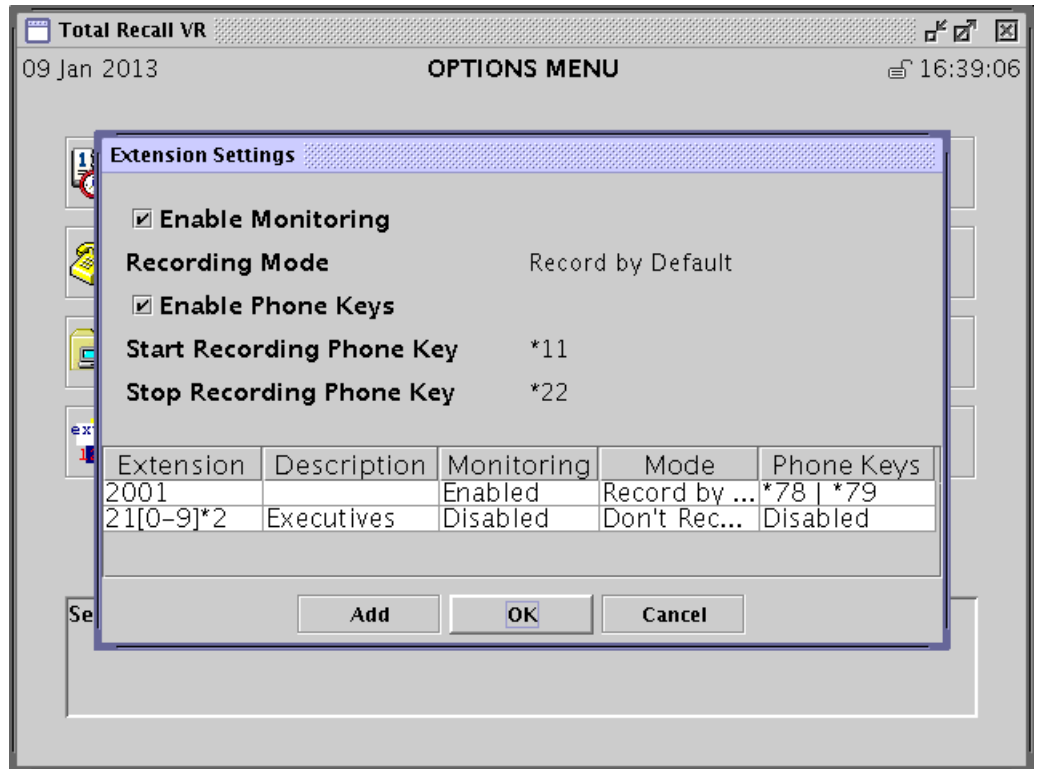 Total Recall VR
09 Jan 2013 OPTIONS MENU 16:39:06
Extension Settings
Enable Monitoring
Recording Mode Record by Default
Enable Phone Keys
Start Recording Phone Key *11
Stop Recording Phone Key *22
Extension Description Monitoring Mode Phone Keys
2001 Enabled Record by ... *78 | *79
21[0-9]*2 Executives Disabled Don't Rec... Disabled
Se
Add OK Cancel